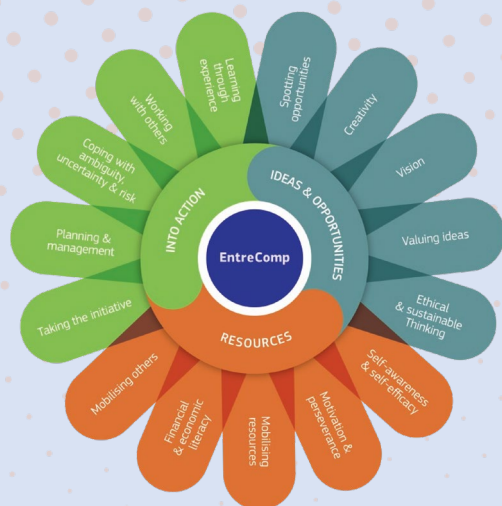 EntreComp
IDEAS & OPPORTUNITIES
Spotting
opportunities
Creativity
Vision
Valuing ideas
Ethical
& sustainable
Thinking
RESOURCES
Self-awareness
& self-efficacy
Motivation &
perseverance
Mobilising
resources
Financial
& economic
literacy
Mobilising others
INTO ACTION
Taking the initiative
Planning &
management
Coping with
ambiguity,
uncertainty & risk
Working
with others
Learning
through
experience